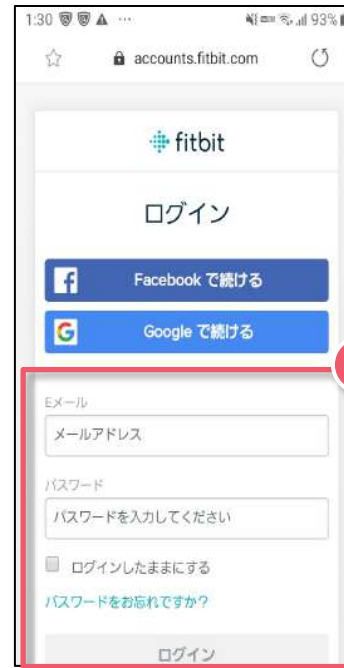 1:30 ... 93%
accounts.fitbit.com
fitbit
ログイン
Facebook で続ける
Google で続ける
Eメール
メールアドレス
パスワード
パスワードを入力してください
ログインしたままにする
パスワードをお忘れですか?
ログイン